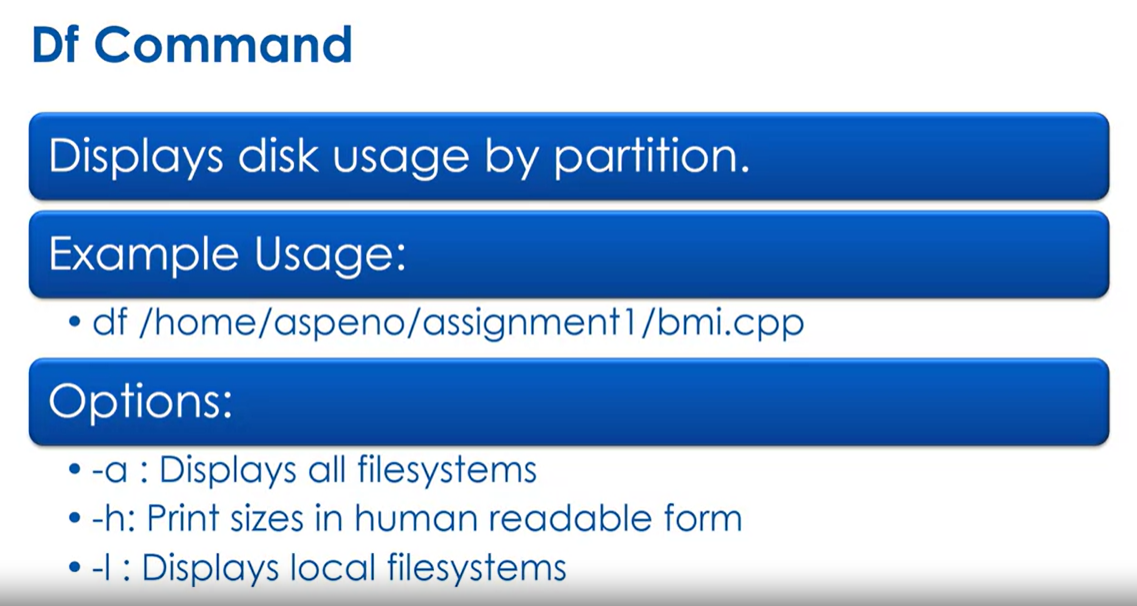 Df Command
Displays disk usage by partition.
Example Usage:
• df /home/aspeno/assignment1/bmi.cpp
Options:
• -a : Displays all filesystems
• -h: Print sizes in human readable form
• -l : Displays local filesystems